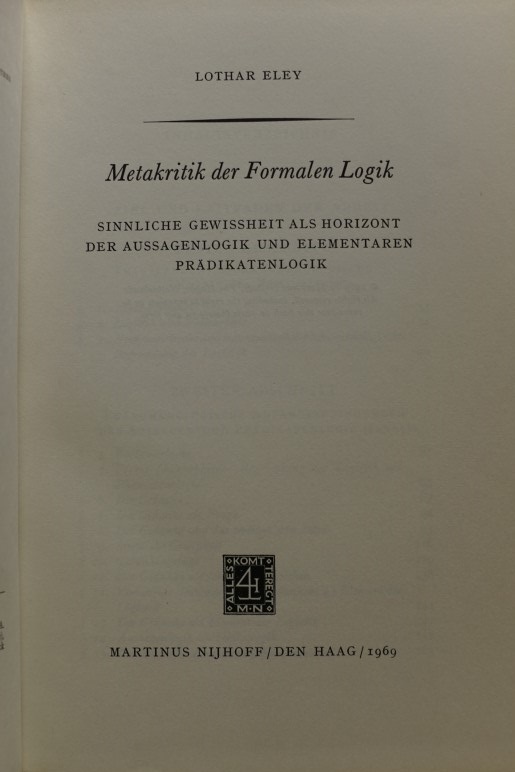 LOTHAR ELEY
Metakritik der Formalen Logik
SINNLICHE GEWISSHEIT ALS HORIZONT
DER AUSSAGENLOGIK UND ELEMENTAREN
PRÄDIKATENLOGIK
ALLES KOMT TERECHT
M·N
MARTINUS NIJHOFF/DEN HAAG/1969